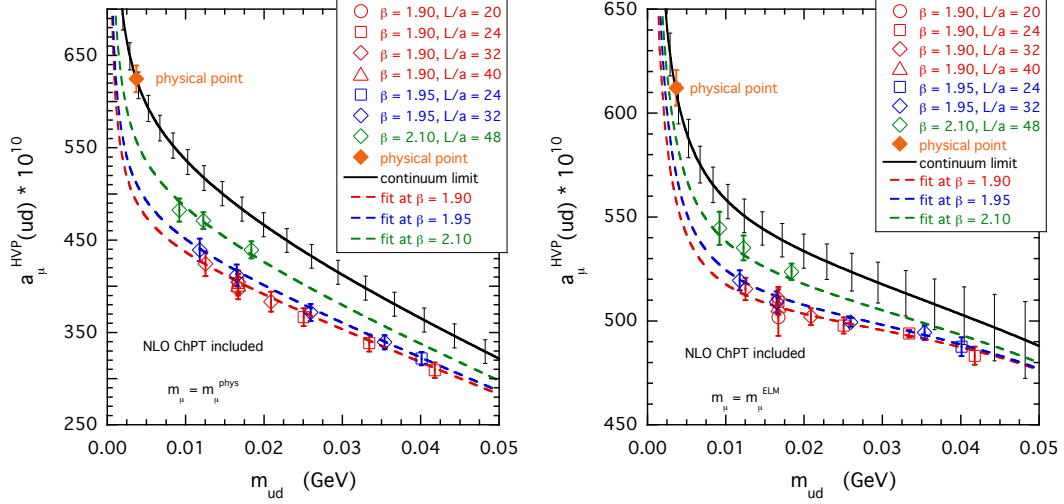 β = 1.90, L/a = 20
β = 1.90, L/a = 24
β = 1.90, L/a = 32
β = 1.90, L/a = 40
β = 1.95, L/a = 24
β = 1.95, L/a = 32
β = 2.10, L/a = 48
physical point
continuum limit
fit at β = 1.90
fit at β = 1.95
fit at β = 2.10
physical point
NLO ChPT included
m_μ = m_μ^phys
a_μ^HVP(ud) * 10^10
650
550
450
350
250
0.00
0.01
0.02
0.03
0.04
0.05
m_ud (GeV)
β = 1.90, L/a = 20
β = 1.90, L/a = 24
β = 1.90, L/a = 32
β = 1.90, L/a = 40
β = 1.95, L/a = 24
β = 1.95, L/a = 32
β = 2.10, L/a = 48
physical point
continuum limit
fit at β = 1.90
fit at β = 1.95
fit at β = 2.10
physical point
NLO ChPT included
m_μ = m_μ^ELM
a_μ^HVP(ud) * 10^10
650
600
550
500
450
0.00
0.01
0.02
0.03
0.04
0.05
m_ud (GeV)